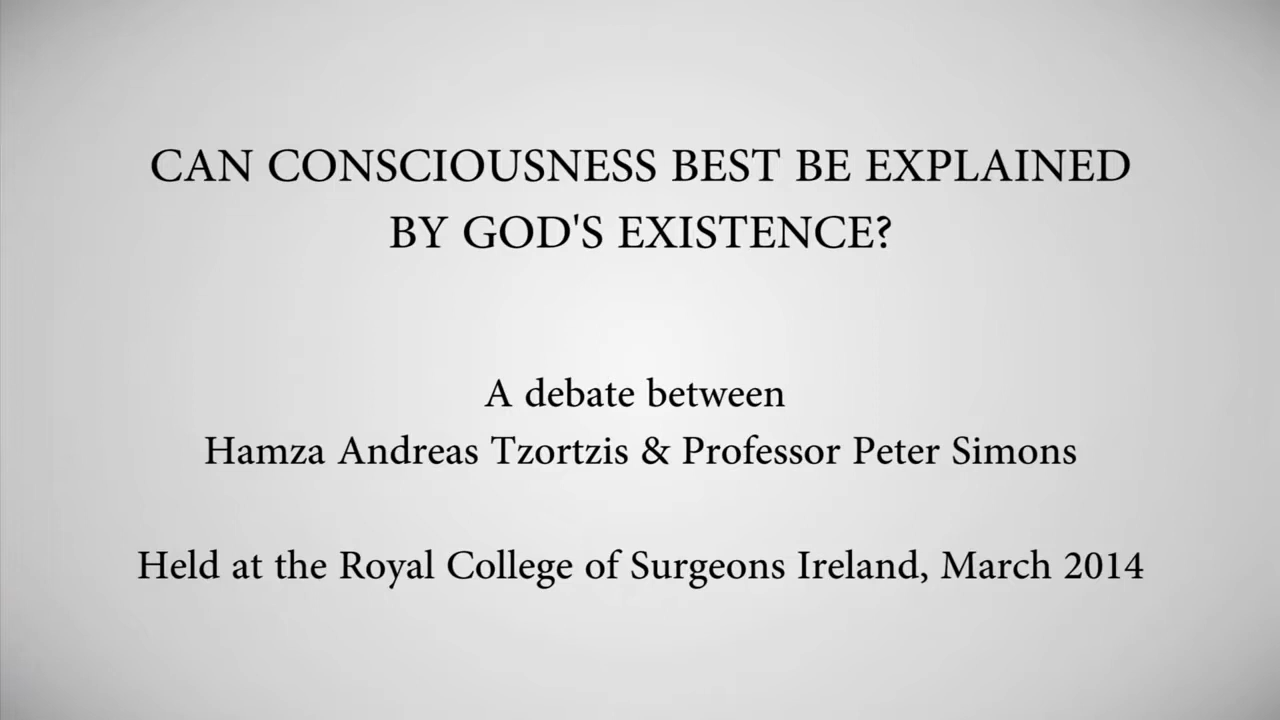 CAN CONSCIOUSNESS BEST BE EXPLAINED
BY GOD'S EXISTENCE?
A debate between
Hamza Andreas Tzortzis & Professor Peter Simons
Held at the Royal College of Surgeons Ireland, March 2014